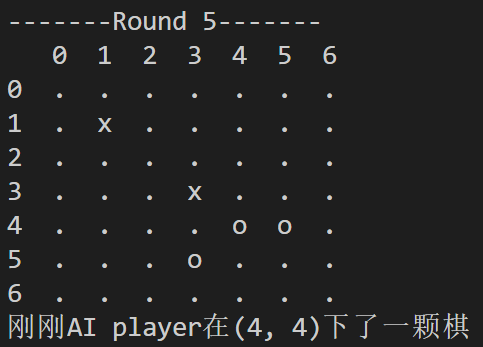 -------Round 5-------
   0  1  2  3  4  5  6
0  .  .  .  .  .  .  .
1  .  x  .  .  .  .  .
2  .  .  .  .  .  .  .
3  .  .  .  x  .  .  .
4  .  .  .  .  o  o  .
5  .  .  .  o  .  .  .
6  .  .  .  .  .  .  .
刚刚AI player在(4, 4)下了一颗棋